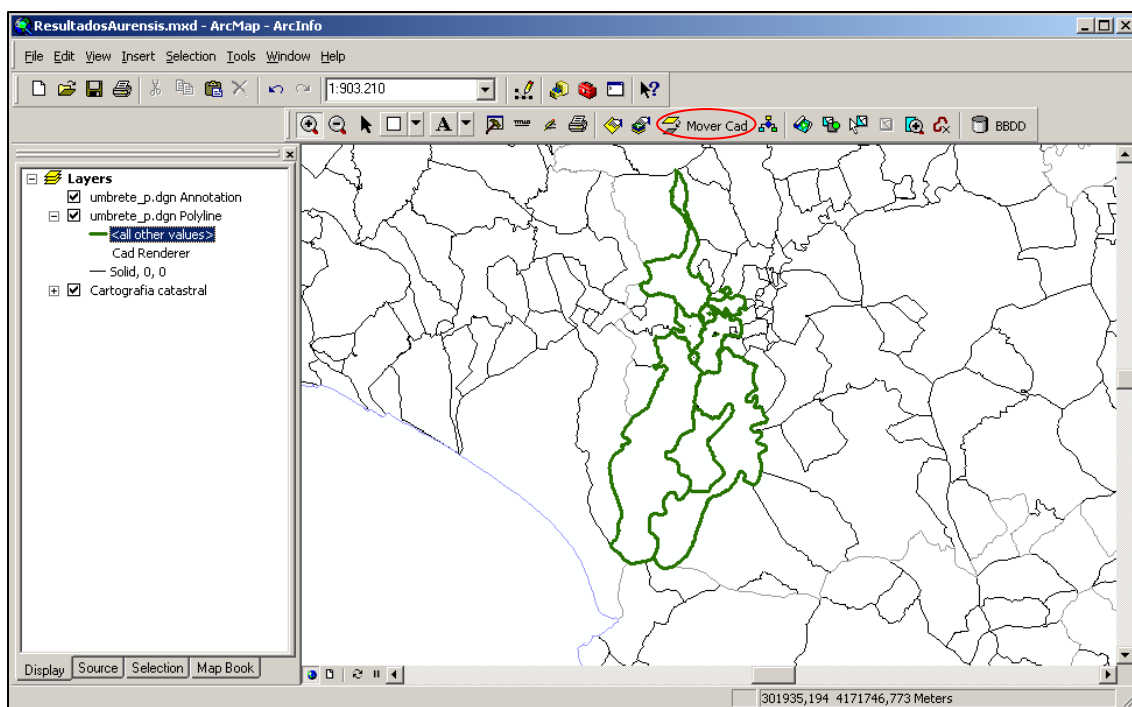 ResultadosAurensis.mxd - ArcMap - ArcInfo
File Edit View Insert Selection Tools Window Help
1:903.210
A Mover Cad BBDD
Layers
umbrete_p.dgn Annotation
umbrete_p.dgn Polyline
<all other values>
Cad Renderer
Solid, 0, 0
Cartografia catastral
Display Source Selection Map Book
301935,194 4171746,773 Meters